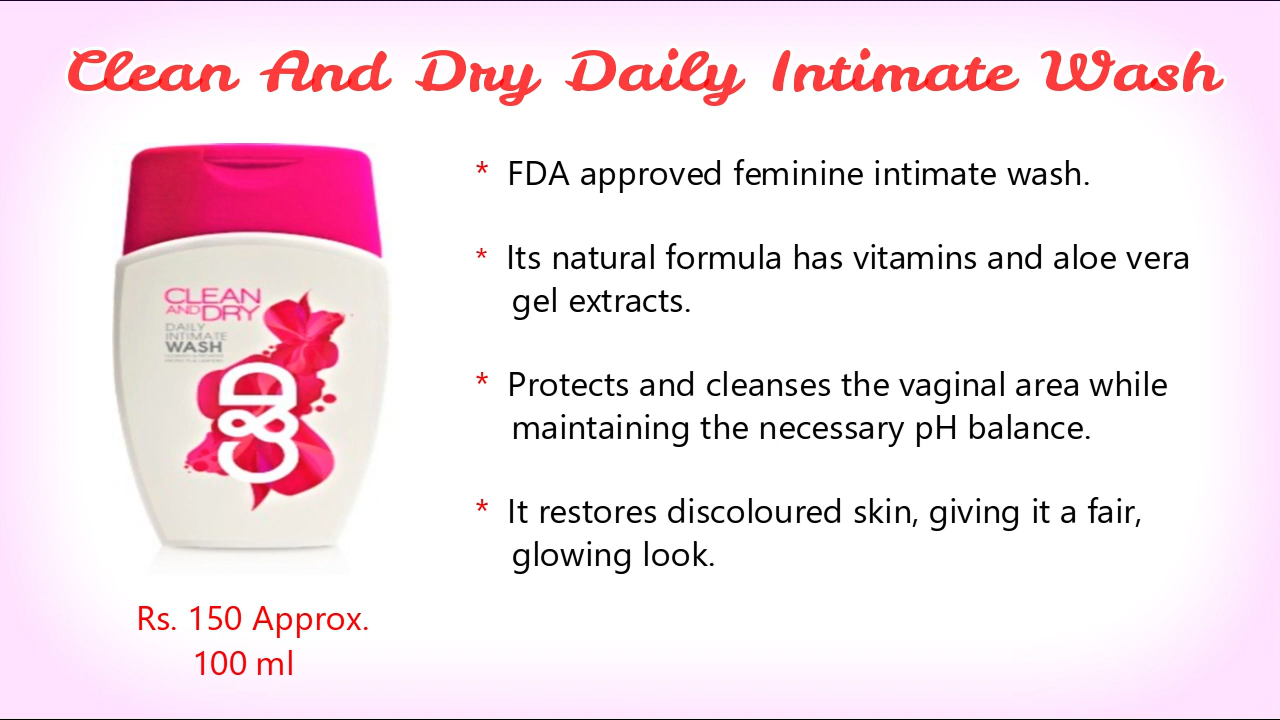 Clean And Dry Daily Intimate Wash
* FDA approved feminine intimate wash.
* Its natural formula has vitamins and aloe vera
gel extracts.
* Protects and cleanses the vaginal area while
maintaining the necessary pH balance.
* It restores discoloured skin, giving it a fair,
glowing look.
CLEAN
AND DRY
DAILY
INTIMATE
WASH
C&D
Rs. 150 Approx.
100 ml